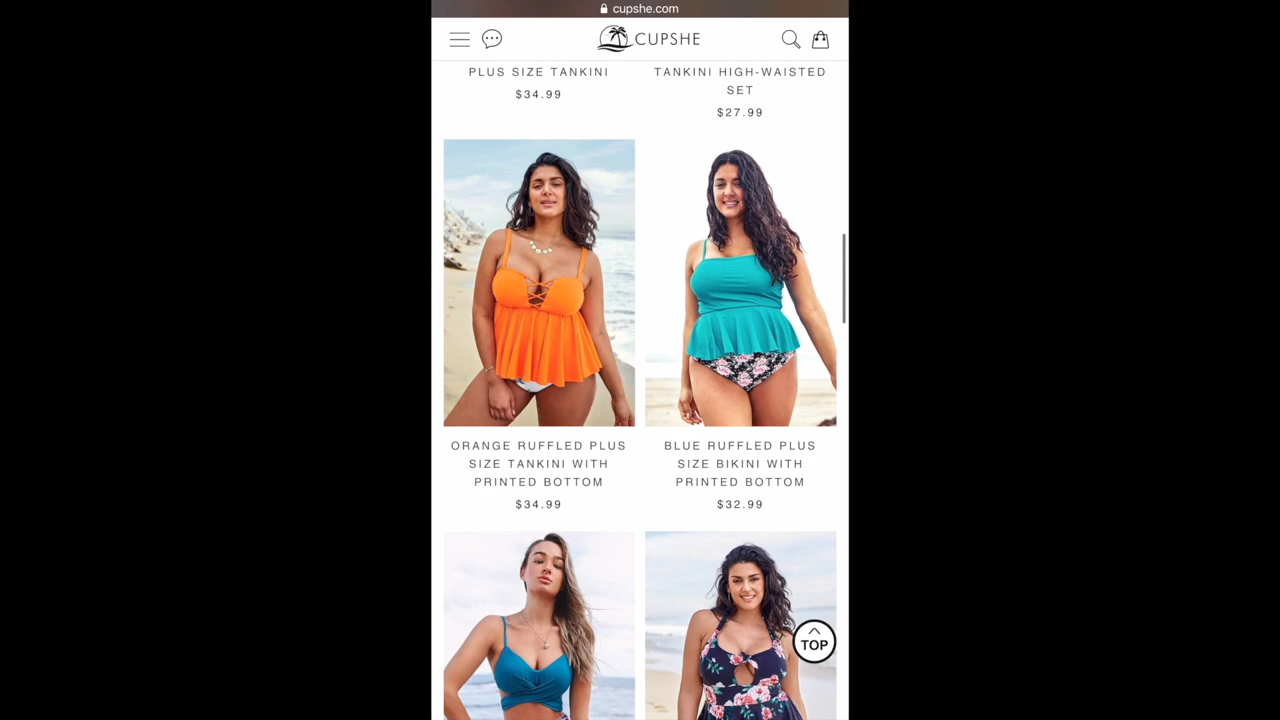 cupshe.com
CUPSHE
PLUS SIZE TANKINI
$34.99
TANKINI HIGH-WAISTED
SET
$27.99
ORANGE RUFFLED PLUS
SIZE TANKINI WITH
PRINTED BOTTOM
$34.99
BLUE RUFFLED PLUS
SIZE BIKINI WITH
PRINTED BOTTOM
$32.99
TOP